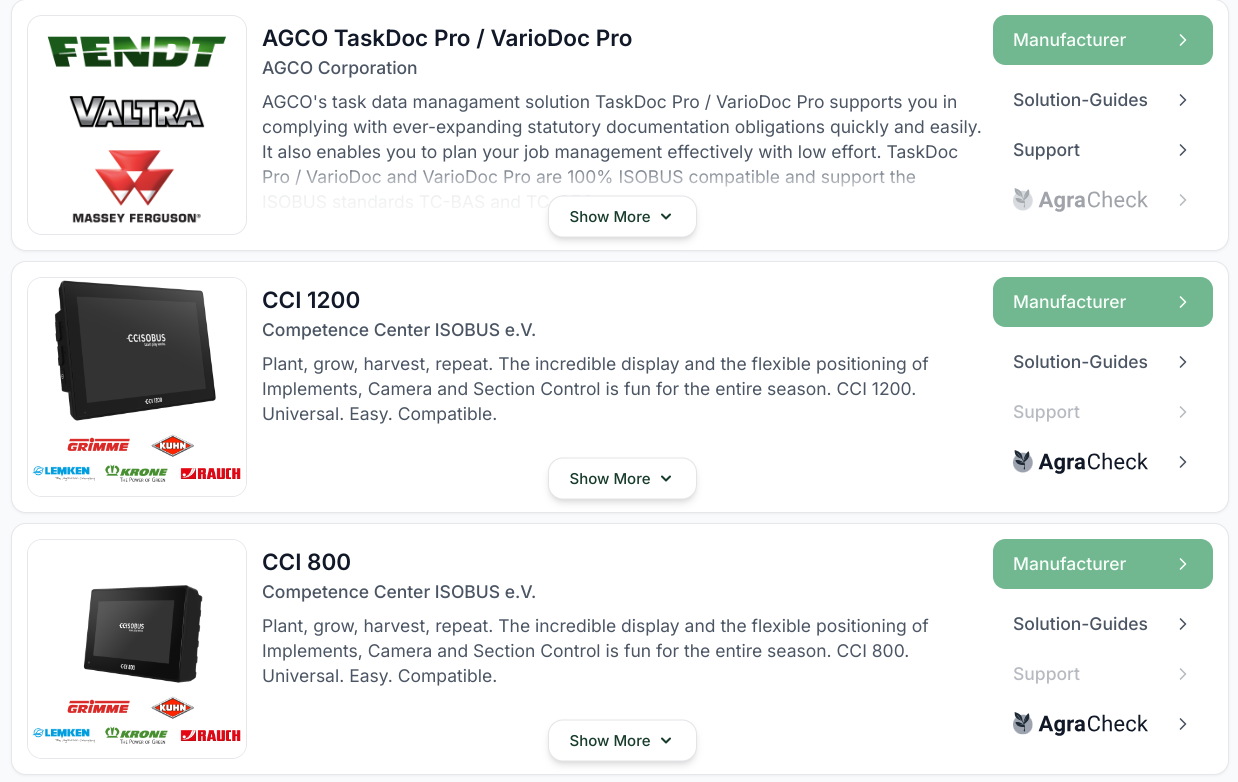 FENDT
VALTRA
MASSEY FERGUSON®
AGCO TaskDoc Pro / VarioDoc Pro
AGCO Corporation
AGCO's task data managament solution TaskDoc Pro / VarioDoc Pro supports you in
complying with ever-expanding statutory documentation obligations quickly and easily.
It also enables you to plan your job management effectively with low effort. TaskDoc
Pro / VarioDoc and VarioDoc Pro are 100% ISOBUS compatible and support the
ISOBUS standards TC-BAS and TC
Show More
Manufacturer
Solution-Guides
Support
AgraCheck
CCISOBUS
CCI 1200
GRIMME
KUHN
LEMKEN
KRONE
THE POWER OF GREEN
RAUCH
CCI 1200
Competence Center ISOBUS e.V.
Plant, grow, harvest, repeat. The incredible display and the flexible positioning of
Implements, Camera and Section Control is fun for the entire season. CCI 1200.
Universal. Easy. Compatible.
Show More
Manufacturer
Solution-Guides
Support
AgraCheck
CCISOBUS
CCI 800
GRIMME
KUHN
LEMKEN
KRONE
THE POWER OF GREEN
RAUCH
CCI 800
Competence Center ISOBUS e.V.
Plant, grow, harvest, repeat. The incredible display and the flexible positioning of
Implements, Camera and Section Control is fun for the entire season. CCI 800.
Universal. Easy. Compatible.
Show More
Manufacturer
Solution-Guides
Support
AgraCheck